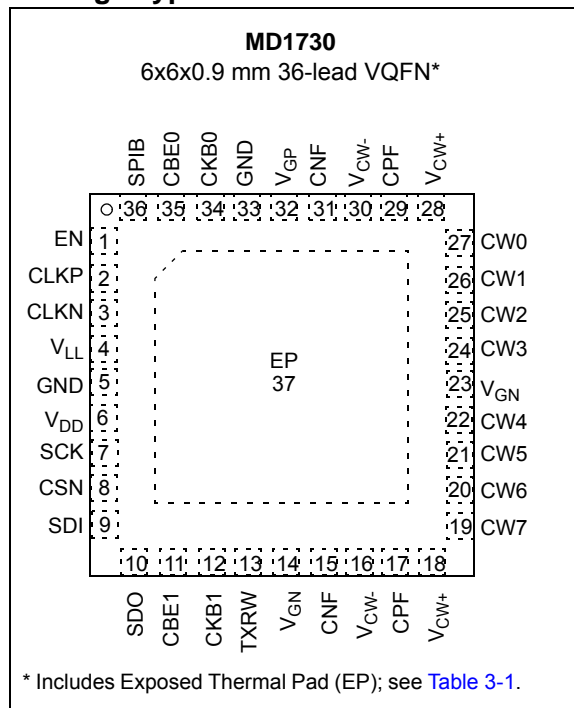 MD1730
6x6x0.9 mm 36-lead VQFN*
SPIB
CBE0
CKB0
GND
VGP
CNF
VCW-
CPF
VCW+
36 35 34 33 32 31 30 29 28
EN 1
CLKP 2
CLKN 3
VLL 4
GND 5
VDD 6
SCK 7
CSN 8
SDI 9
EP
37
27 CW0
26 CW1
25 CW2
24 CW3
23 VGN
22 CW4
21 CW5
20 CW6
19 CW7
10 11 12 13 14 15 16 17 18
SDO
CBE1
CKB1
TXRW
VGN
CNF
VCW-
CPF
VCW+
* Includes Exposed Thermal Pad (EP); see Table 3-1.